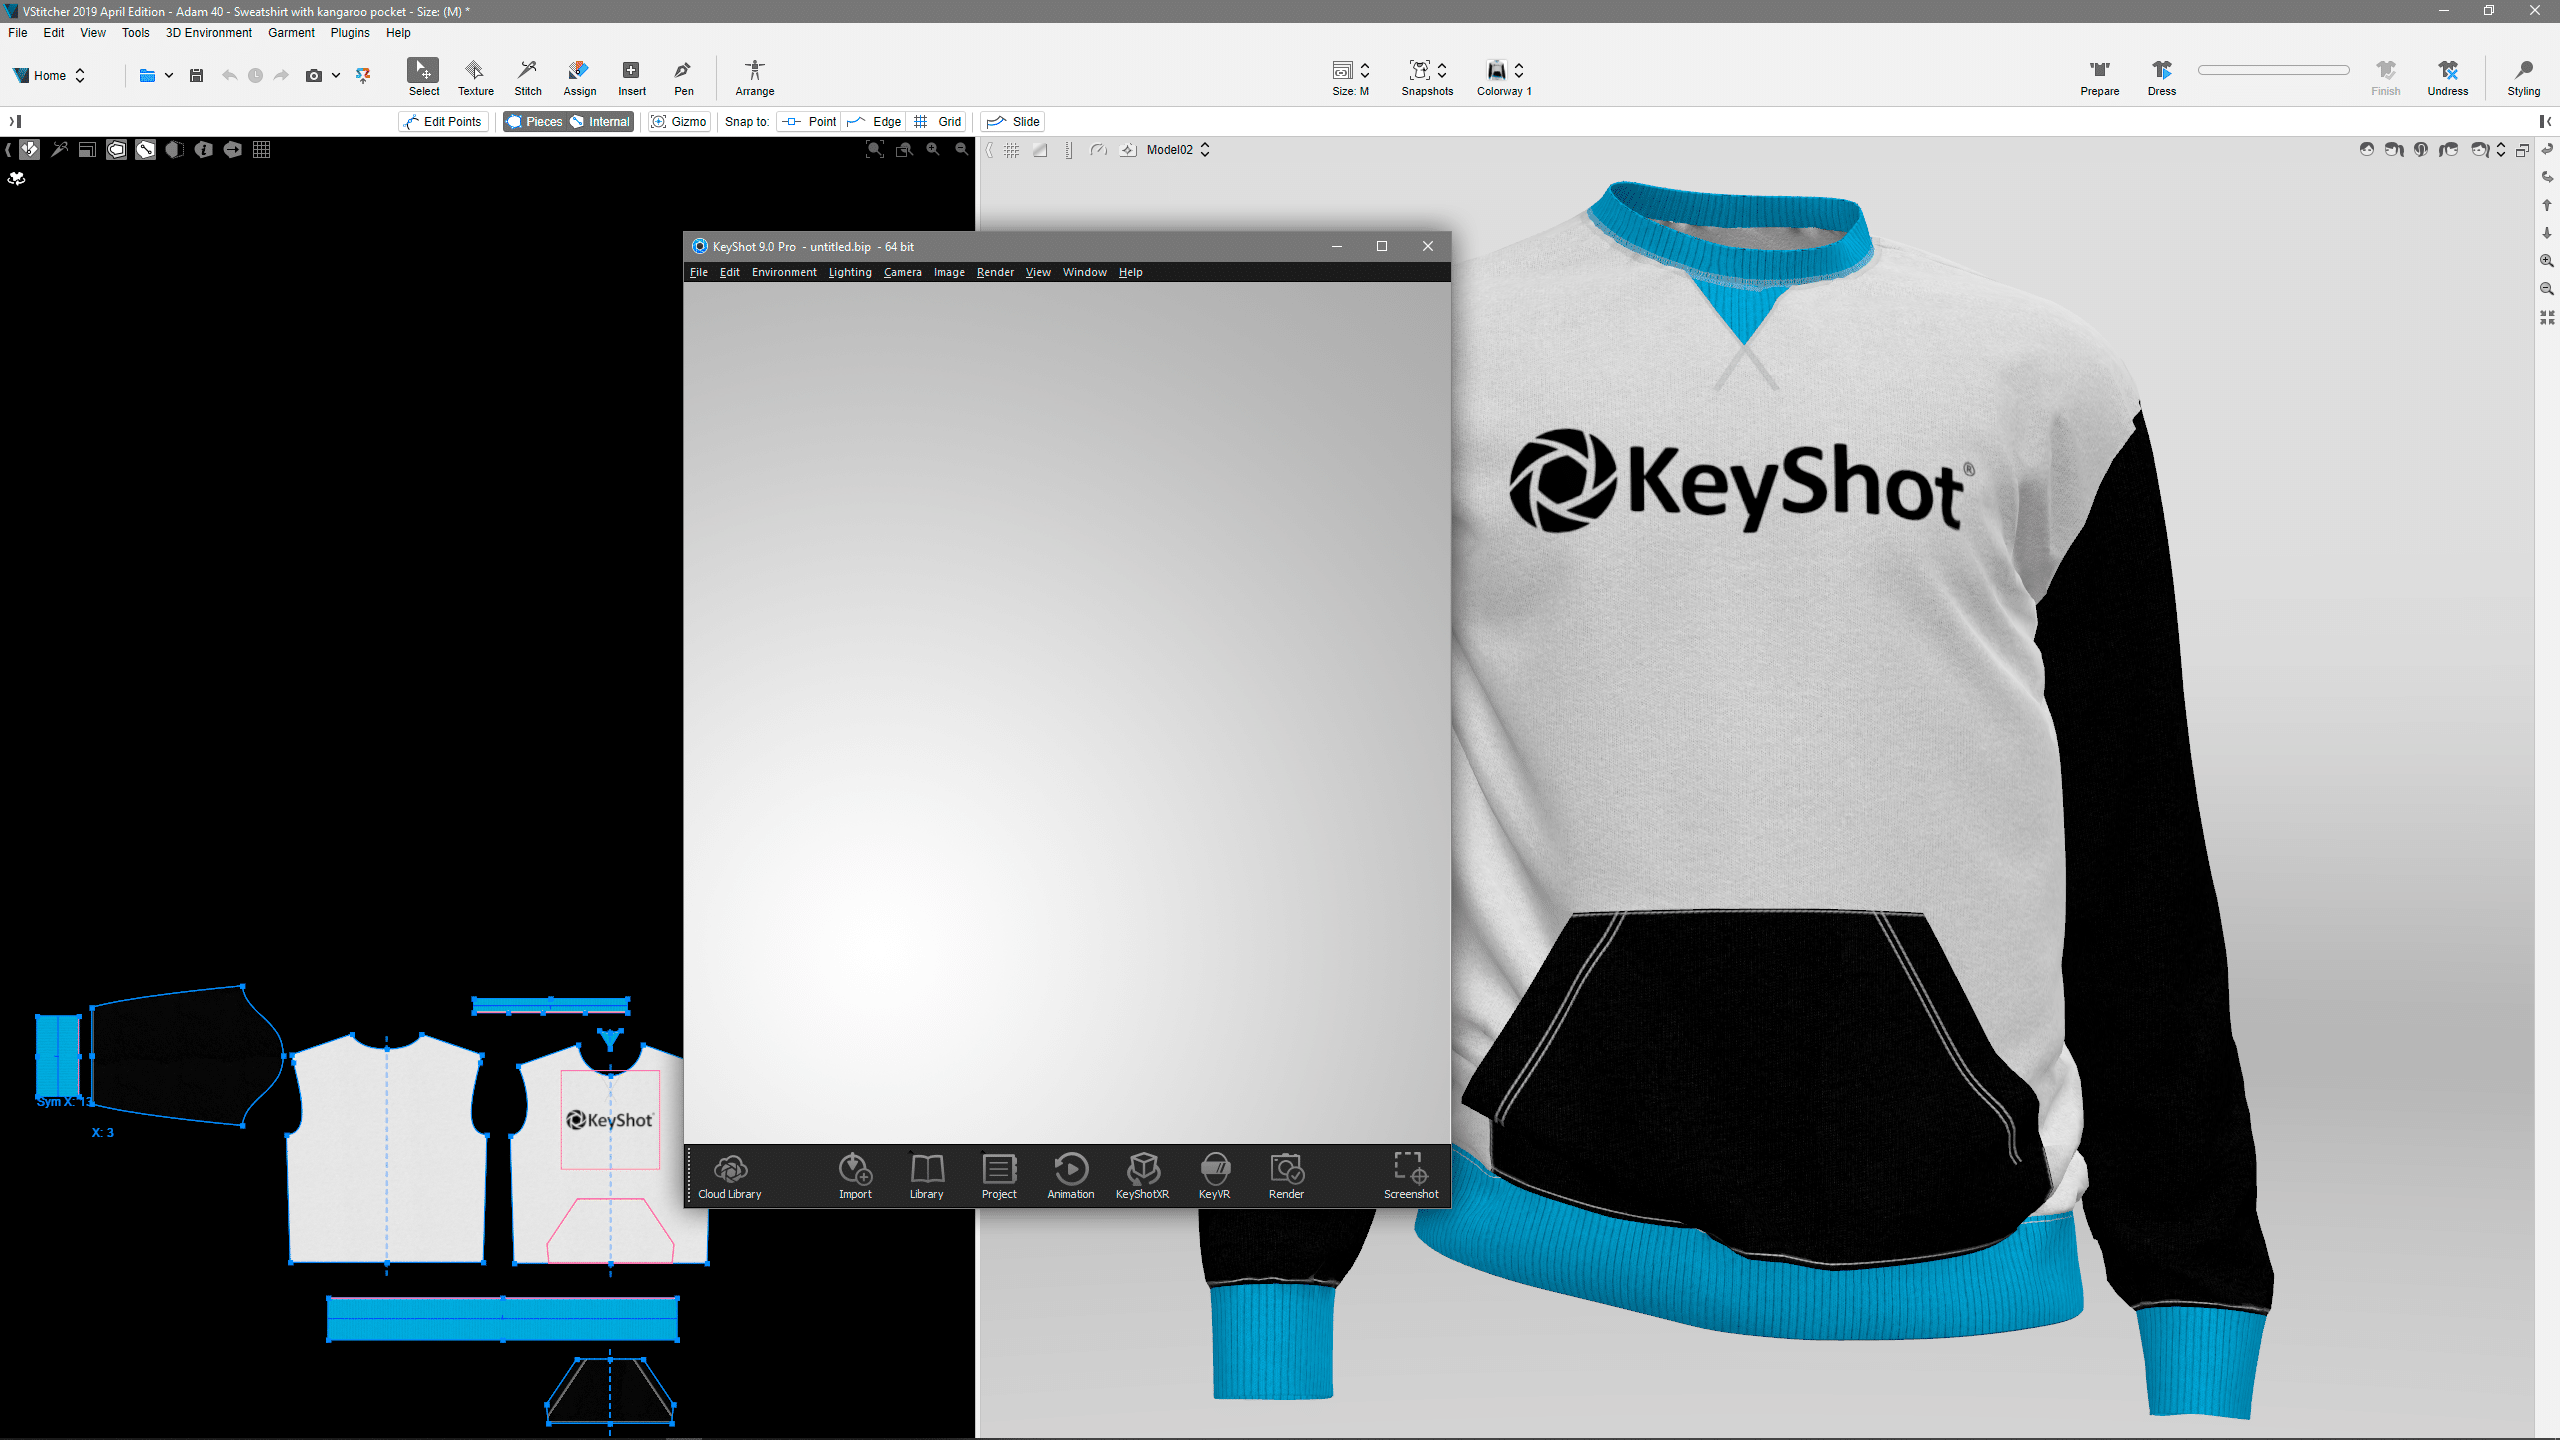 VStitcher 2019 April Edition - Adam 40 - Sweatshirt with kangaroo pocket - Size: (M) *
File Edit View Tools 3D Environment Garment Plugins Help
Home
Select Texture Stitch Assign Insert Pen Arrange
Size: M Snapshots Colorway 1
Prepare Dress Finish Undress Styling
Edit Points Pieces Internal Gizmo Snap to: Point Edge Grid Slide
Model02
KeyShot 9.0 Pro - untitled.bip - 64 bit
File Edit Environment Lighting Camera Image Render View Window Help
KeyShot®
Sym X: 13
X: 3
KeyShot
Cloud Library Import Library Project Animation KeyShotXR KeyVR Render Screenshot